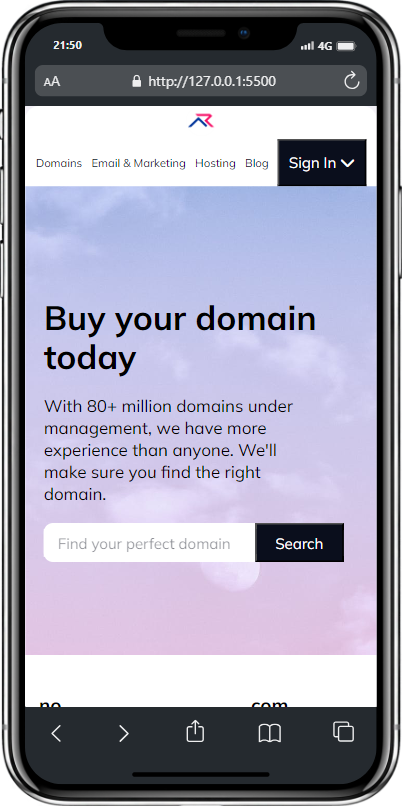 21:50
4G
AA http://127.0.0.1:5500
AR
Domains Email & Marketing Hosting Blog Sign In
Buy your domain
today
With 80+ million domains under
management, we have more
experience than anyone. We'll
make sure you find the right
domain.
Find your perfect domain Search